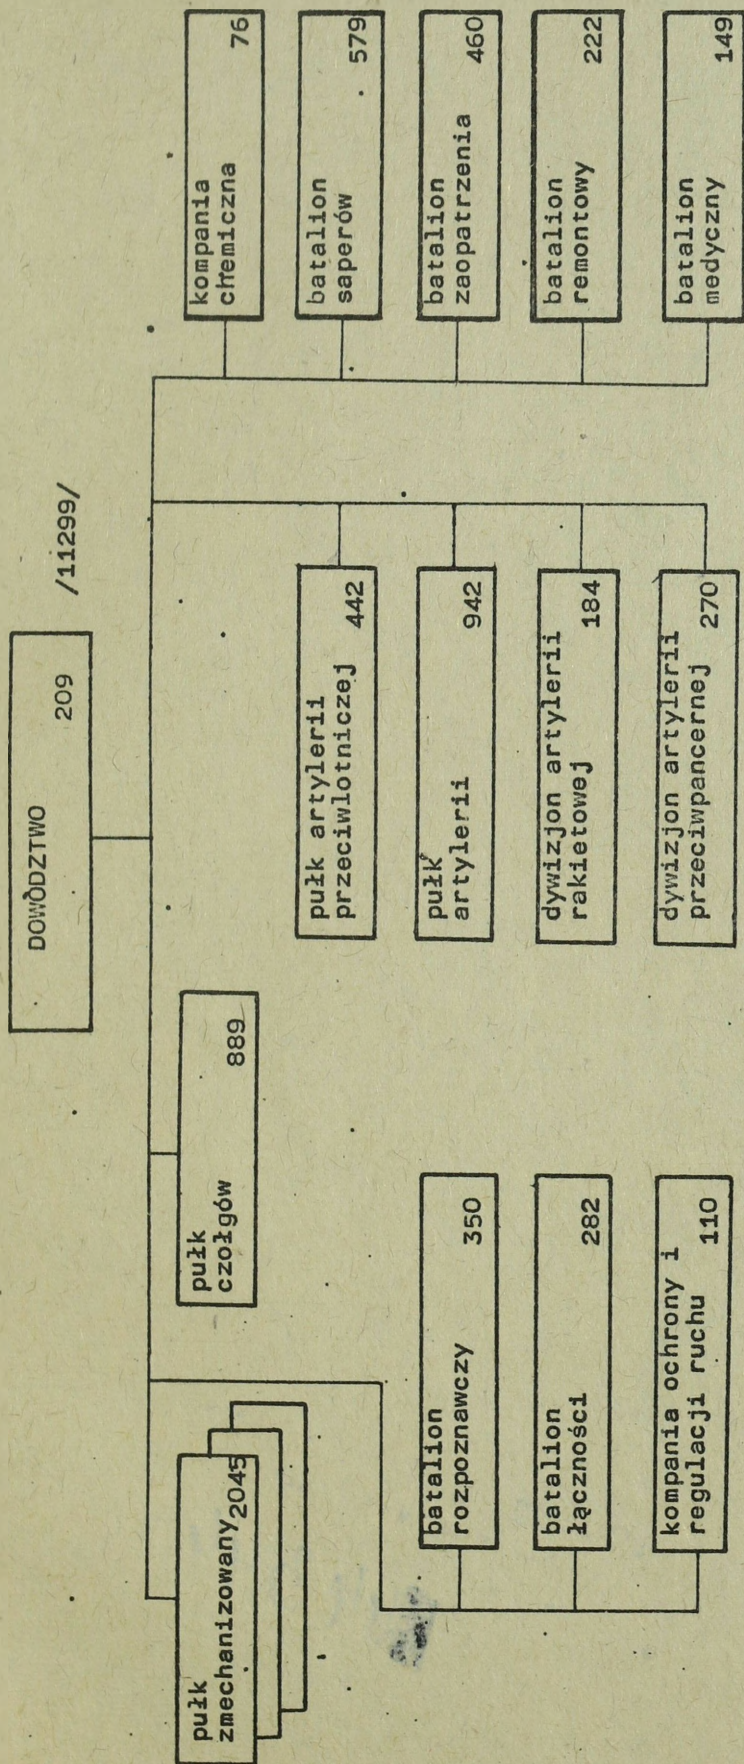 DOWÓDZTWO
209
/11299/
pułk
zmechanizowany 2045
pułk
czołgów
889
batalion
rozpoznawczy
350
batalion
łączności
282
kompania ochrony i
regulacji ruchu
110
pułk artylerii
przeciwlotniczej
442
pułk
artylerii
942
dywizjon artylerii
rakietowej
184
dywizjon artylerii
przeciwpancernej
270
kompania
chemiczna
76
batalion
saperów
579
batalion
zaopatrzenia
460
batalion
remontowy
222
batalion
medyczny
149